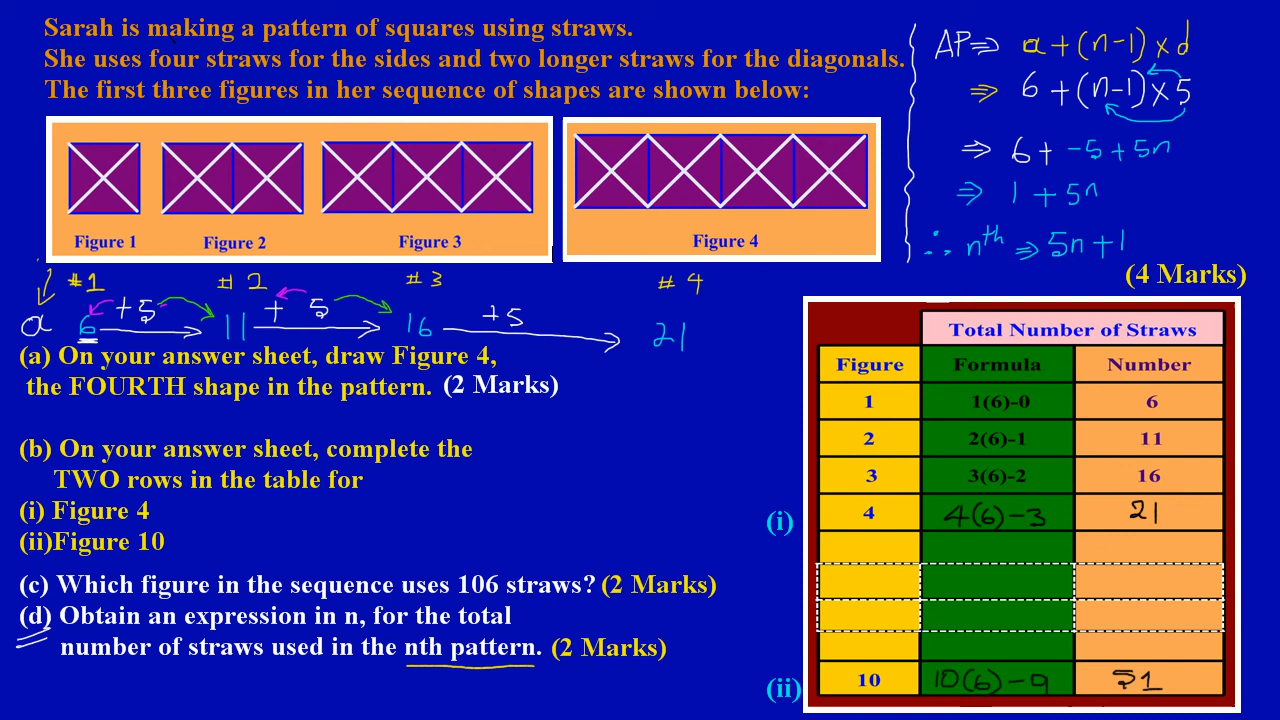 Sarah is making a pattern of squares using straws.
She uses four straws for the sides and two longer straws for the diagonals.
The first three figures in her sequence of shapes are shown below:
Figure 1
Figure 2
Figure 3
Figure 4
#1
# 2
# 3
# 4
a 6 +5 11 + 5 16 +5 21
(a) On your answer sheet, draw Figure 4,
the FOURTH shape in the pattern. (2 Marks)
(b) On your answer sheet, complete the
TWO rows in the table for
(i) Figure 4
(ii)Figure 10
(c) Which figure in the sequence uses 106 straws? (2 Marks)
(d) Obtain an expression in n, for the total
number of straws used in the nth pattern. (2 Marks)
AP⇒ a + (n-1) × d
⇒ 6 + (n-1) × 5
⇒ 6 + -5 + 5n
⇒ 1 + 5n
∴ nth ⇒ 5n + 1
(4 Marks)
Total Number of Straws
Figure Formula Number
1 1(6)-0 6
2 2(6)-1 11
3 3(6)-2 16
(i) 4 4(6)-3 21
(ii) 10 10(6)-9 51